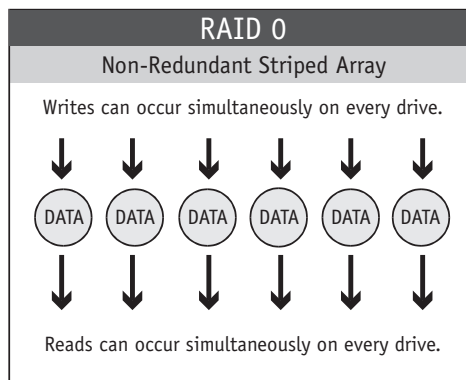 RAID 0
Non-Redundant Striped Array
Writes can occur simultaneously on every drive.
DATA DATA DATA DATA DATA DATA
Reads can occur simultaneously on every drive.